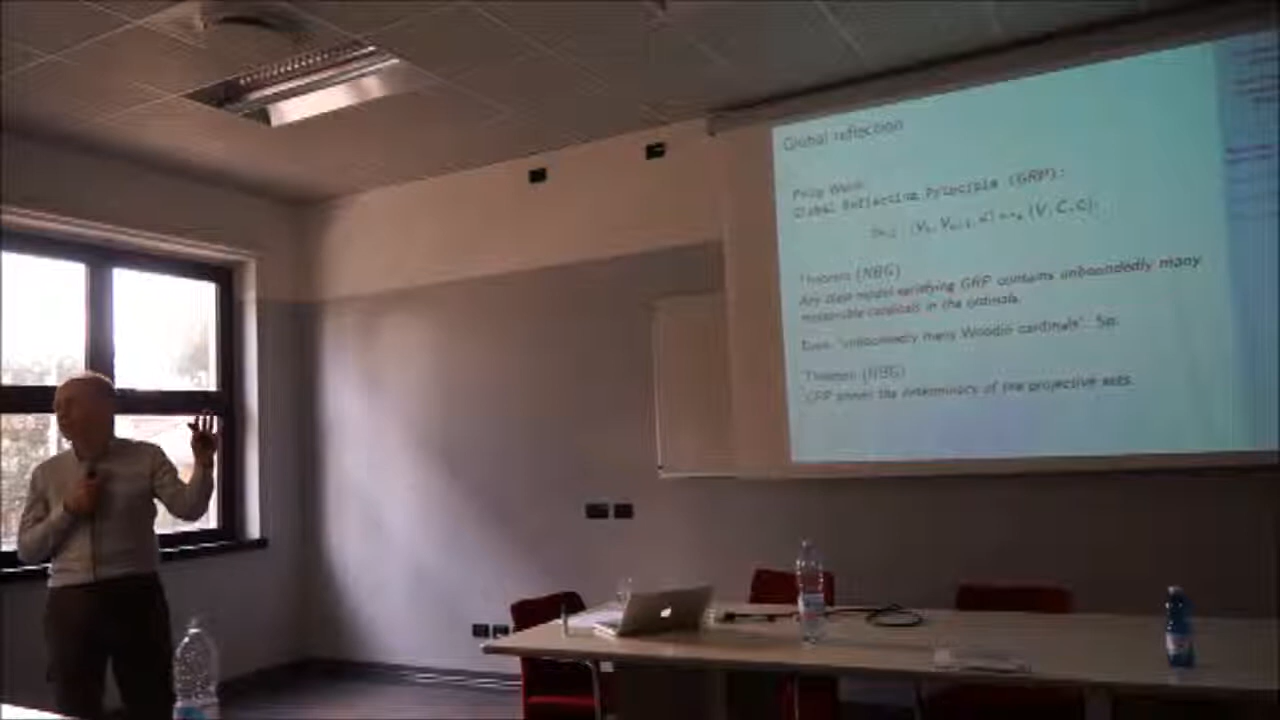 Global reflection
Philip Welch:
Global Reflection Principle (GRP):
(V, C, C).
Theorem (NBG)
Any class model satisfying GRP contains unboundedly many
measurable cardinals in the ordinals.
Even: 'unboundedly many Woodin cardinals'. So:
Theorem (NBG)
GRP proves the determinacy of the projective sets.